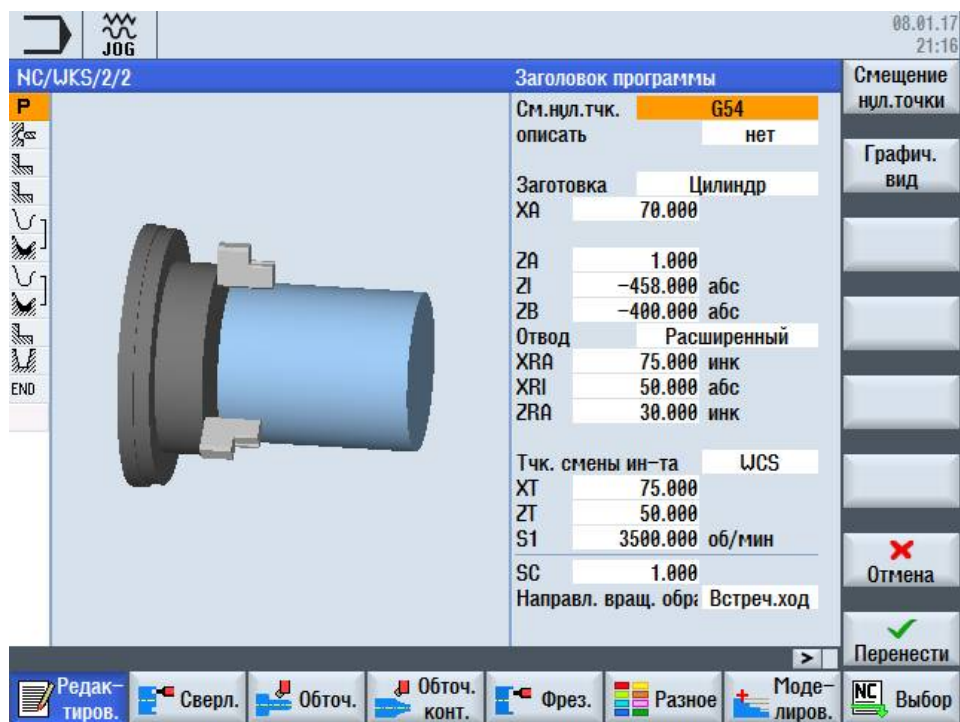 08.01.17
21:16
JOG
NC/WKS/2/2
Заголовок программы
Смещение
нул.точки
P
См.нул.тчк. G54
описать нет
Графич.
вид
Заготовка Цилиндр
XA 70.000
ZA 1.000
ZI -458.000 абс
ZB -400.000 абс
Отвод Расширенный
XRA 75.000 инк
XRI 50.000 абс
ZRA 30.000 инк
END
Тчк. смены ин-та WCS
XT 75.000
ZT 50.000
S1 3500.000 об/мин
Отмена
SC 1.000
Направл. вращ. обра Встреч.ход
Перенести
>
Редак-
тиров.
Сверл.
Обточ.
Обточ.
конт.
Фрез.
Разное
Моде-
лиров.
NC Выбор